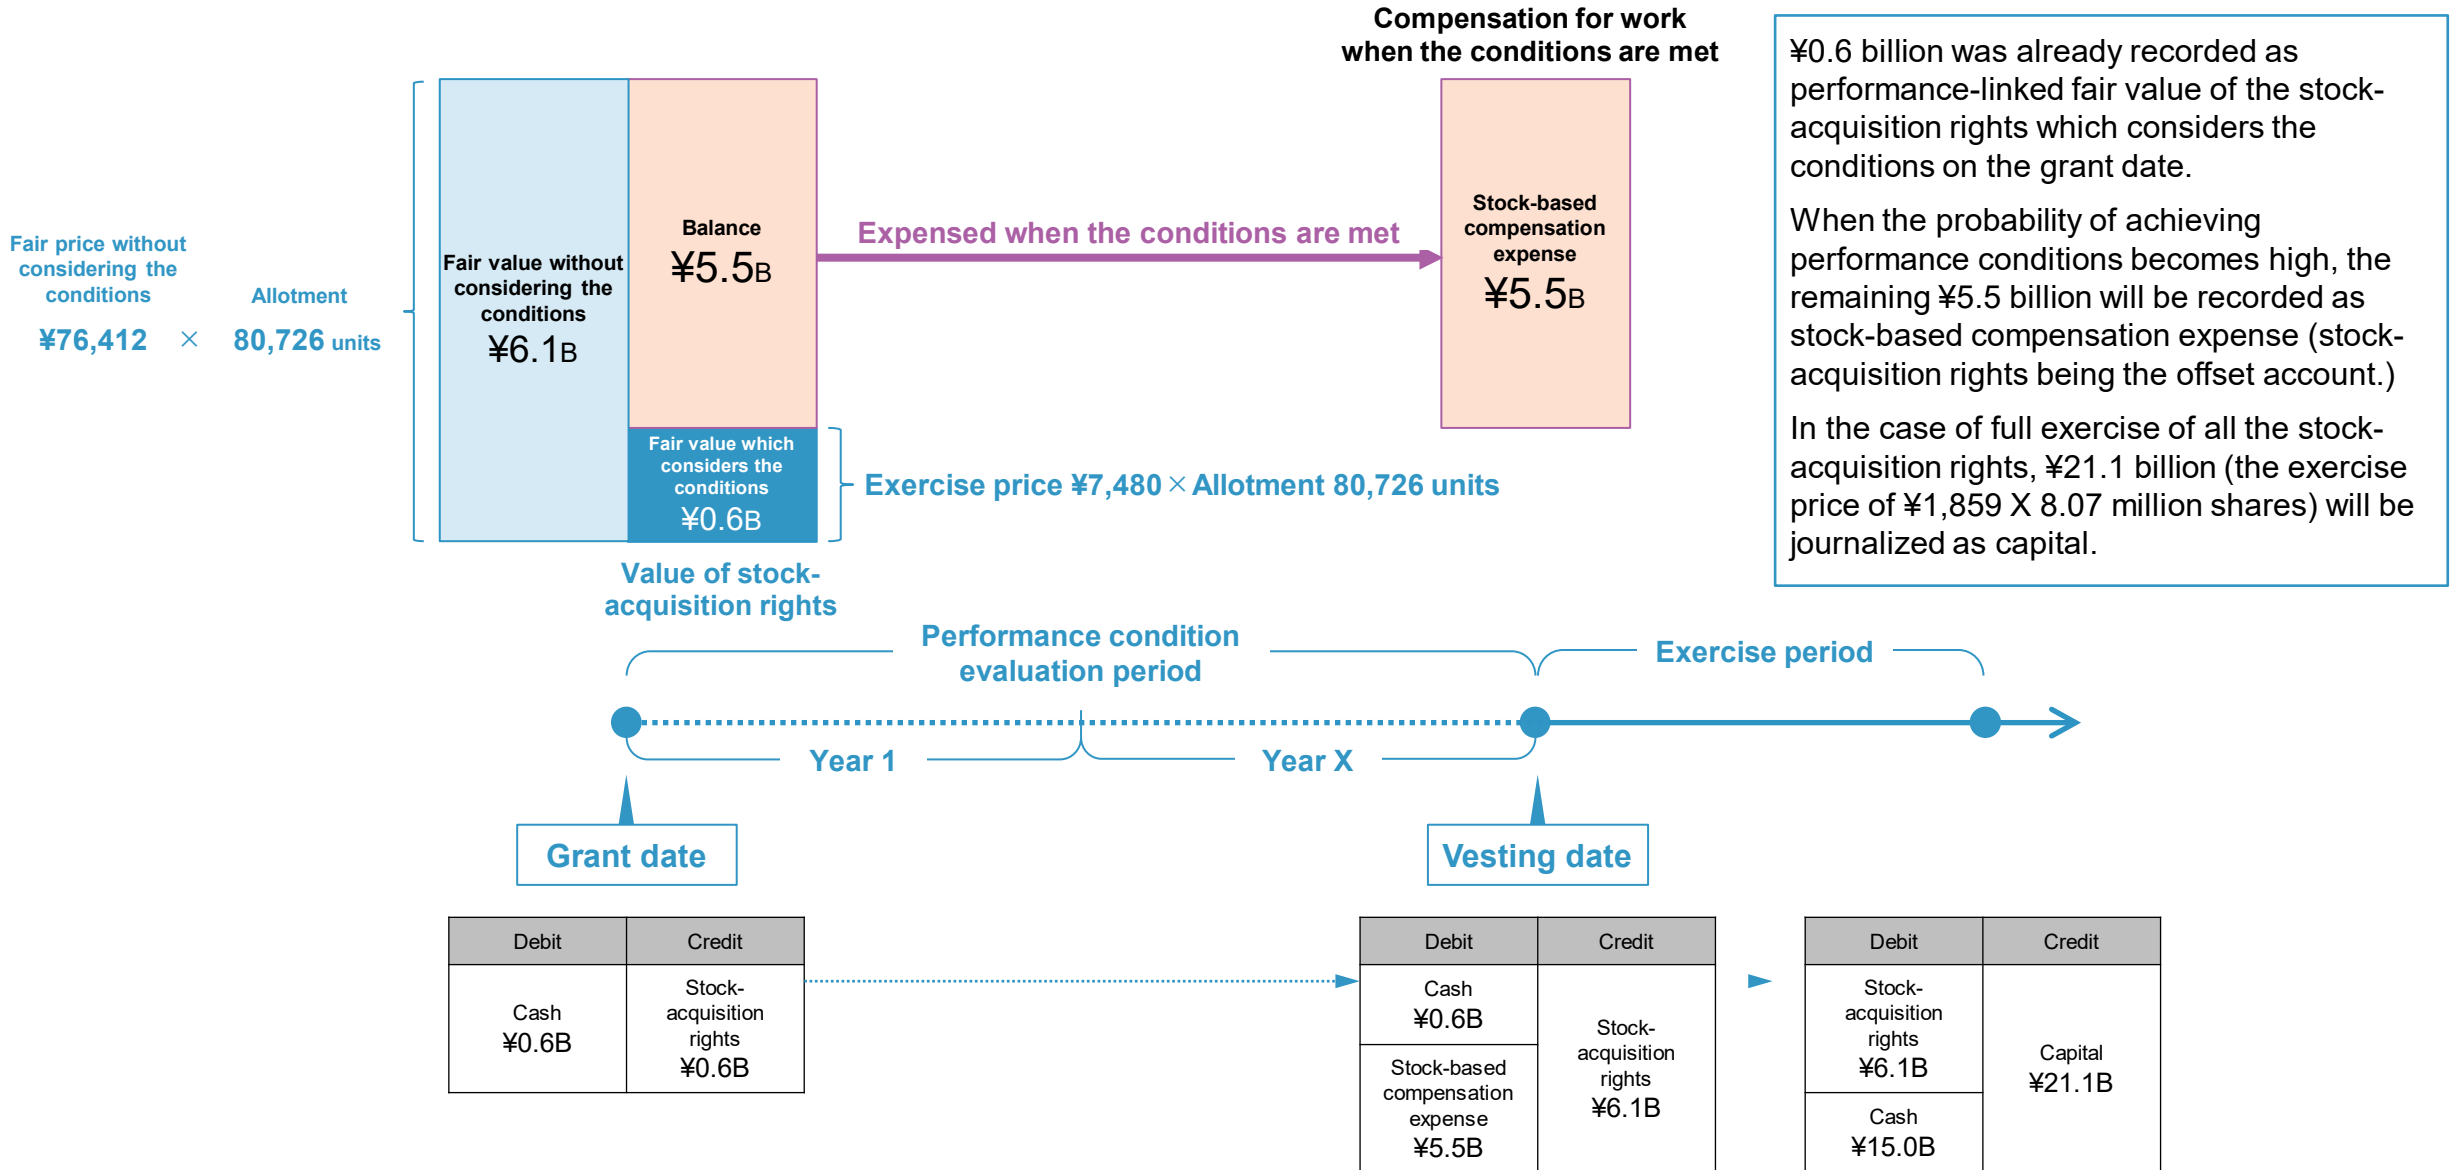 Compensation for work
when the conditions are met
Fair price without
considering the
conditions
¥76,412
×
Allotment
80,726 units
Fair value without
considering the
conditions
¥6.1B
Balance
¥5.5B
Fair value which
considers the
conditions
¥0.6B
Expensed when the conditions are met
Stock-based
compensation
expense
¥5.5B
Exercise price ¥7,480×Allotment 80,726 units
Value of stock-
acquisition rights
¥0.6 billion was already recorded as
performance-linked fair value of the stock-
acquisition rights which considers the
conditions on the grant date.
When the probability of achieving
performance conditions becomes high, the
remaining ¥5.5 billion will be recorded as
stock-based compensation expense (stock-
acquisition rights being the offset account.)
In the case of full exercise of all the stock-
acquisition rights, ¥21.1 billion (the exercise
price of ¥1,859 X 8.07 million shares) will be
journalized as capital.
Performance condition
evaluation period
Exercise period
Year 1
Year X
Grant date
Vesting date
Debit
Credit
Cash
¥0.6B
Stock-
acquisition
rights
¥0.6B
Debit
Credit
Cash
¥0.6B
Stock-based
compensation
expense
¥5.5B
Stock-
acquisition
rights
¥6.1B
Debit
Credit
Stock-
acquisition
rights
¥6.1B
Cash
¥15.0B
Capital
¥21.1B